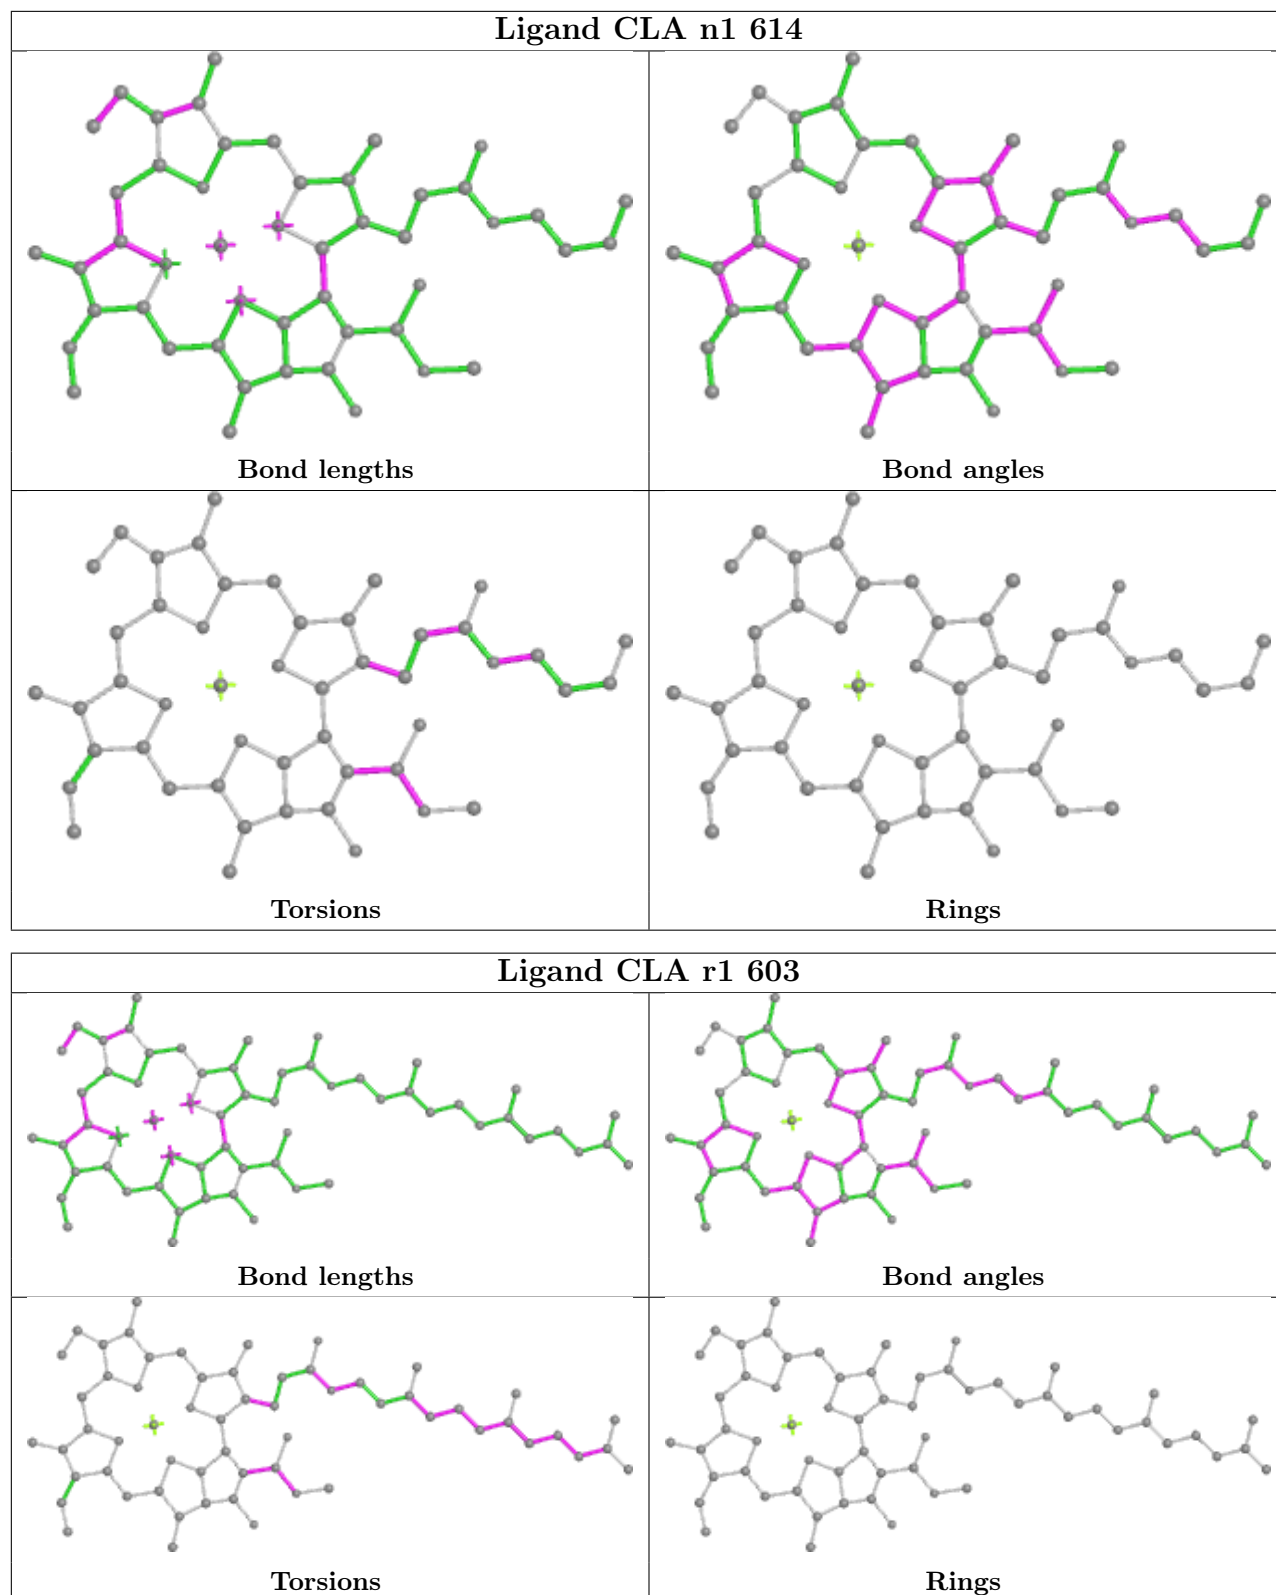 Ligand CLA n1 614
Bond lengths
Bond angles
Torsions
Rings
Ligand CLA r1 603
Bond lengths
Bond angles
Torsions
Rings